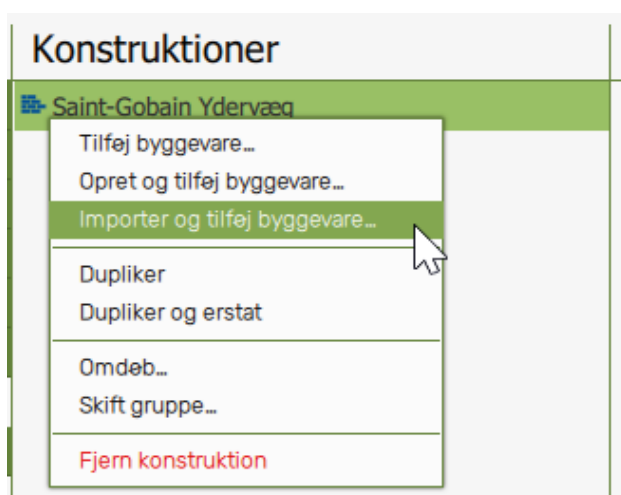 Konstruktioner
Saint-Gobain Ydervæg
Tilføj byggevare...
Opret og tilføj byggevare...
Importer og tilføj byggevare...
Dupliker
Dupliker og erstat
Omdøb...
Skift gruppe...
Fjern konstruktion